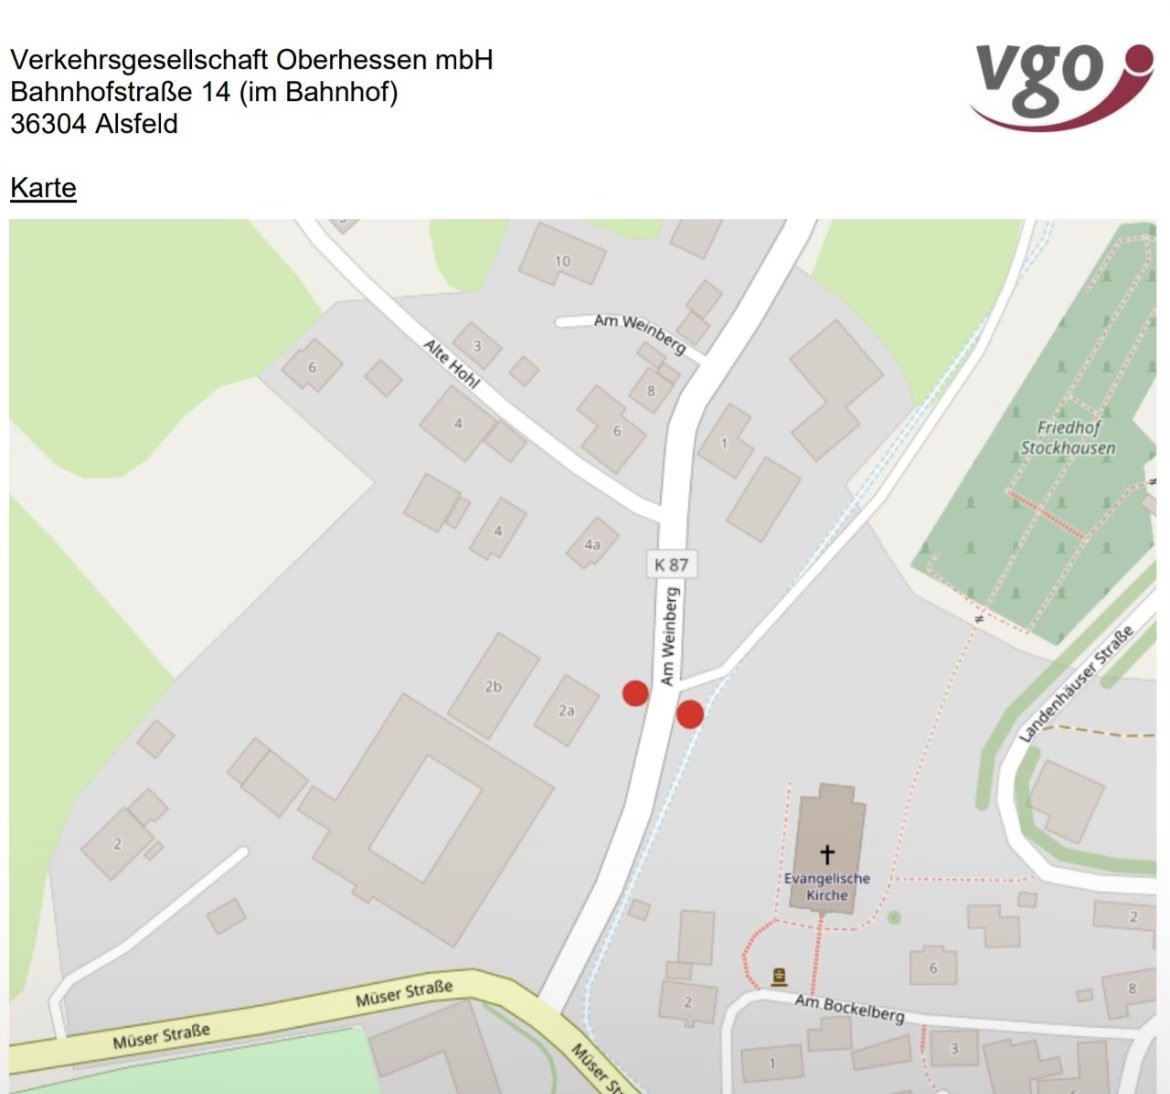 Verkehrsgesellschaft Oberhessen mbH
Bahnhofstraße 14 (im Bahnhof)
36304 Alsfeld
vgo
Karte
10
Am Weinberg
3
Alte Hohl
6
8
4
6
1
Friedhof
Stockhausen
4
4a
K 87
Am Weinberg
Landenhäuser Straße
2b
2a
2
Evangelische
Kirche
2
6
8
2
Müser Straße
Am Bockelberg
Müser Straße
3
1
Müser